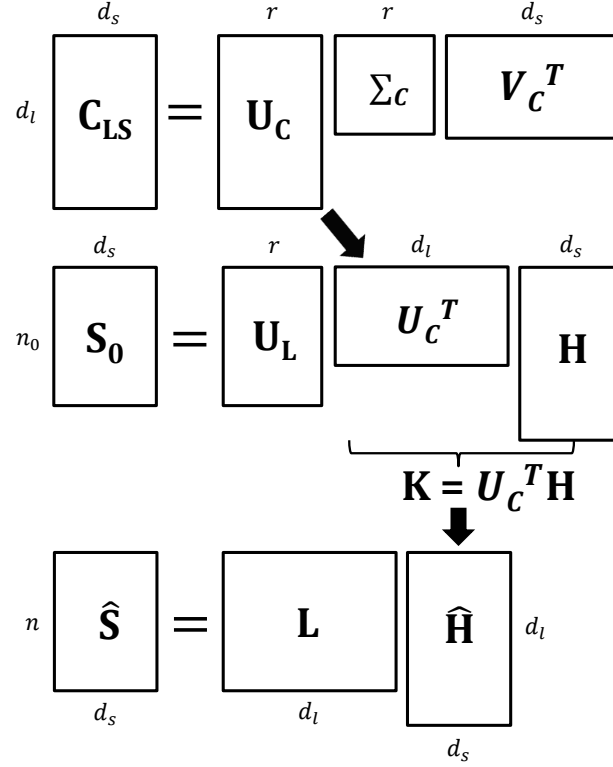 d_s r r d_s
d_l C_LS = U_C Σ_C V_C^T
d_s r d_l d_s
n_0 S_0 = U_L U_C^T H
K = U_C^T H
n Ŝ = L Ĥ d_l
d_s d_l
d_s